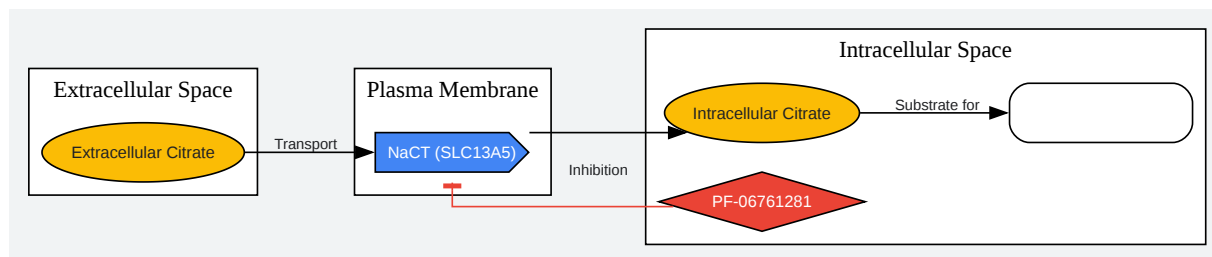 Extracellular Space
Extracellular Citrate
Transport
Plasma Membrane
NaCT (SLC13A5)
Inhibition
Intracellular Space
Intracellular Citrate
Substrate for
PF-06761281